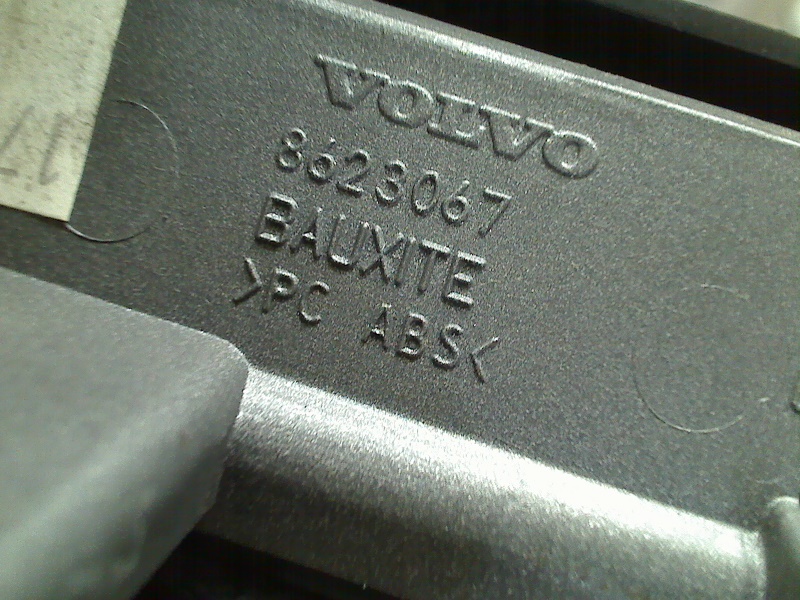 VOLVO
8623067
BAUXITE
>PC ABS<